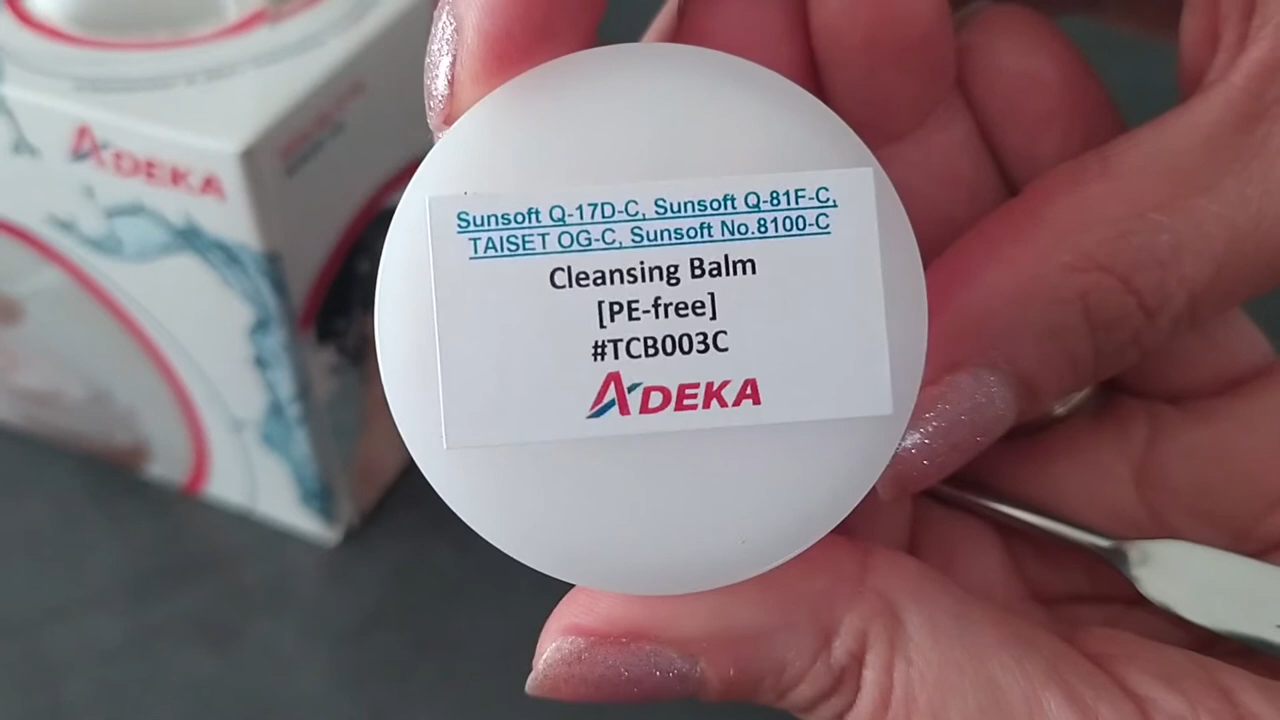 ADEKA
Sunsoft Q-17D-C, Sunsoft Q-81F-C,
TAISET OG-C, Sunsoft No.8100-C
Cleansing Balm
[PE-free]
#TCB003C
ADEKA